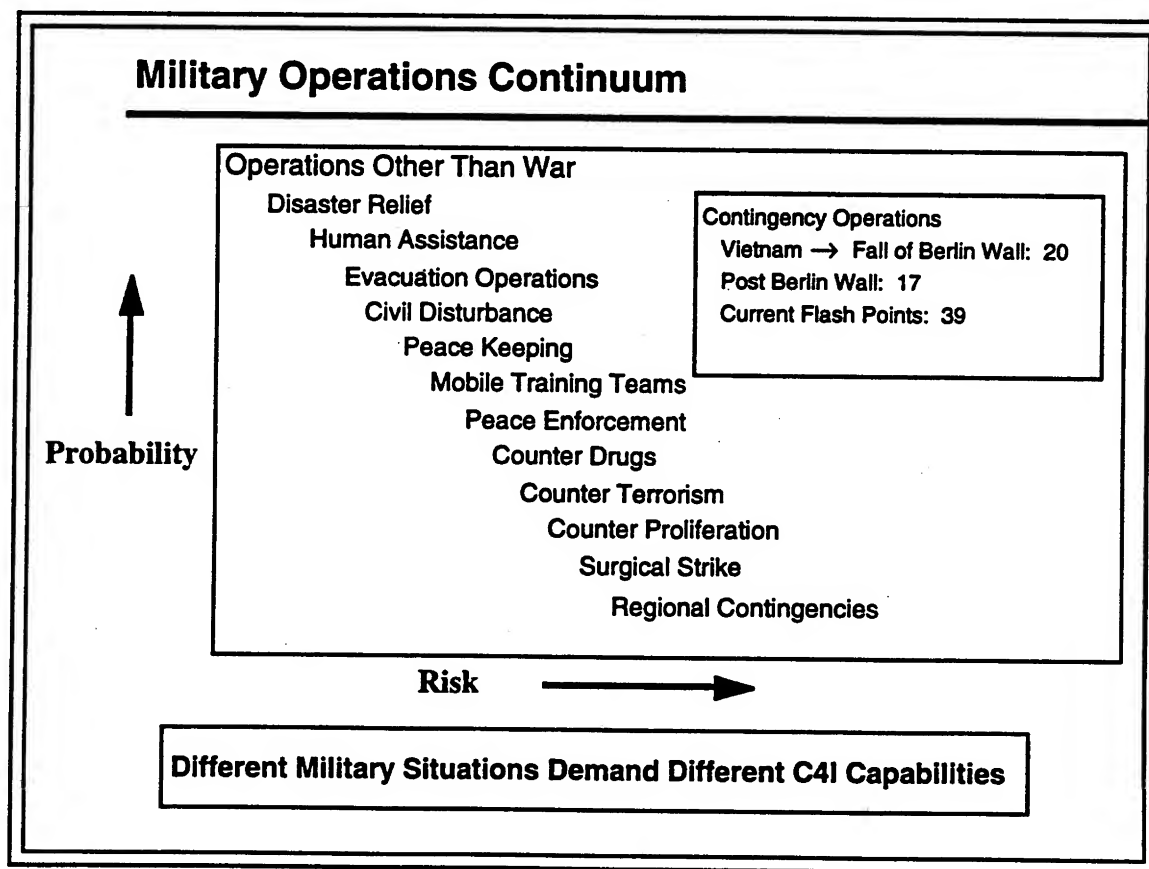 Military Operations Continuum
Operations Other Than War
Disaster Relief
Human Assistance
Evacuation Operations
Civil Disturbance
Peace Keeping
Mobile Training Teams
Peace Enforcement
Counter Drugs
Counter Terrorism
Counter Proliferation
Surgical Strike
Regional Contingencies
Contingency Operations
Vietnam → Fall of Berlin Wall: 20
Post Berlin Wall: 17
Current Flash Points: 39
Probability
Risk
Different Military Situations Demand Different C4I Capabilities